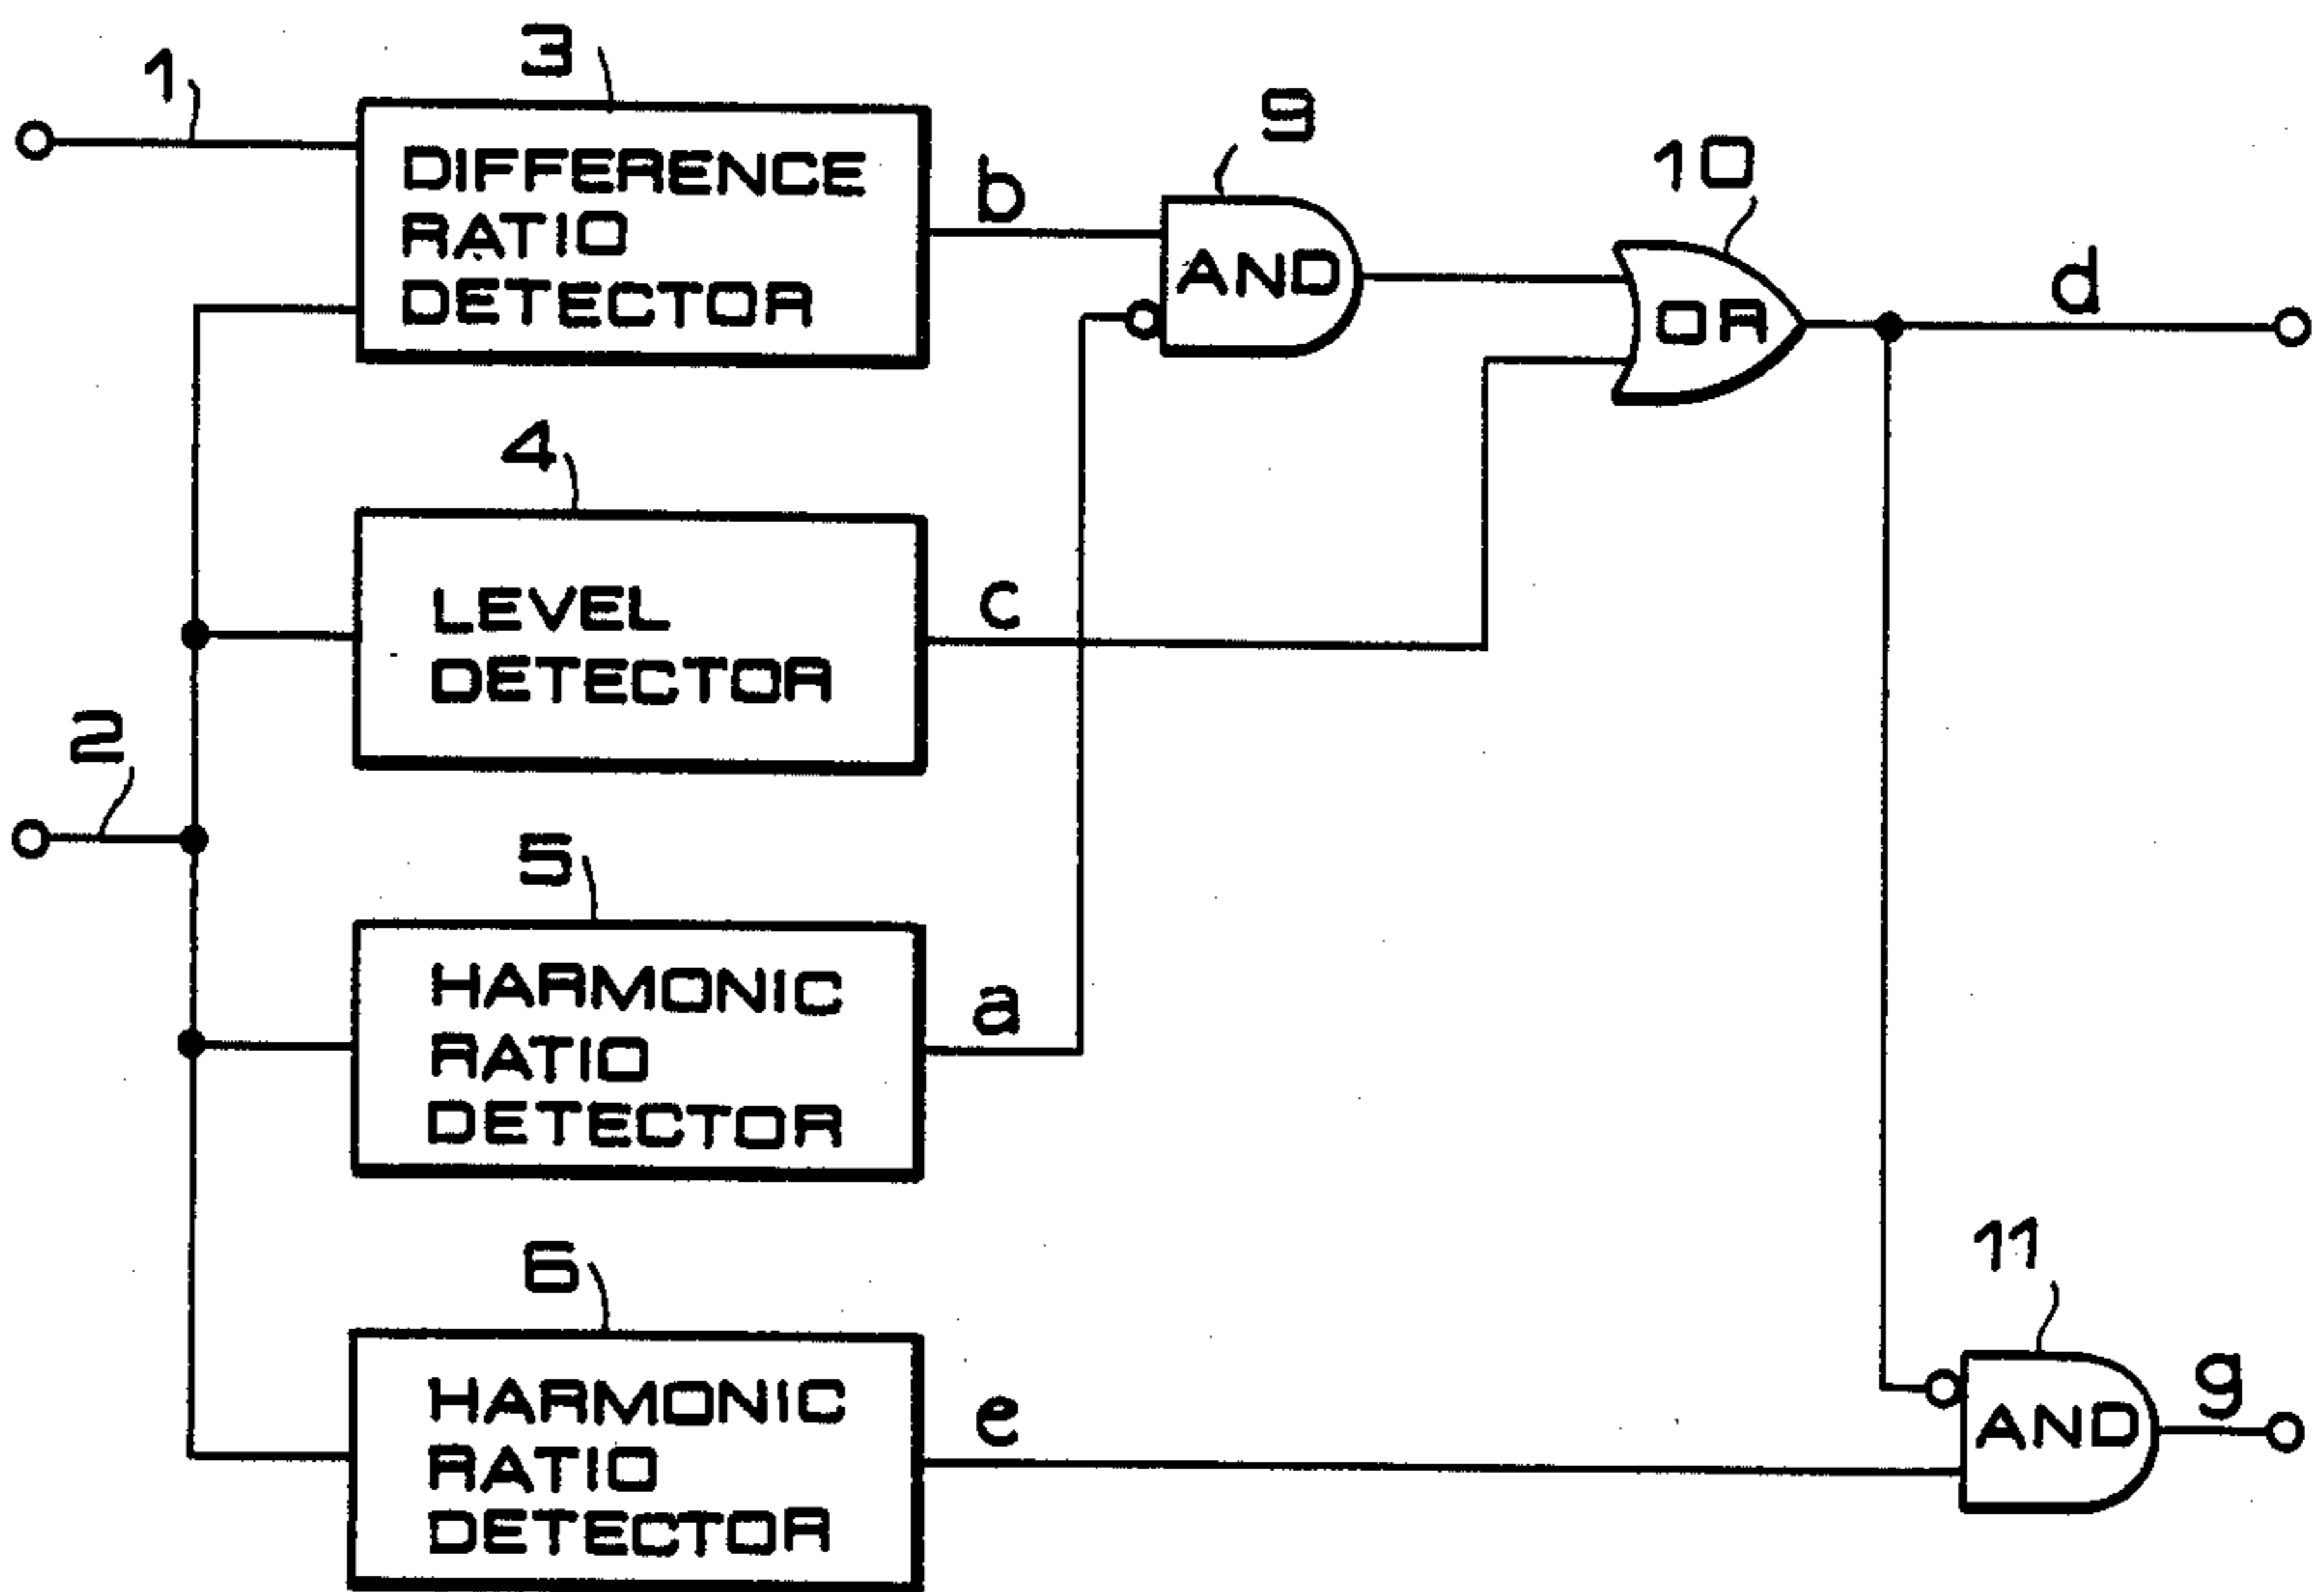 1
3
DIFFERENCE
RATIO
DETECTOR
b
9
AND
10
OR
d
4
LEVEL
DETECTOR
c
2
5
HARMONIC
RATIO
DETECTOR
a
6
HARMONIC
RATIO
DETECTOR
e
11
AND
g